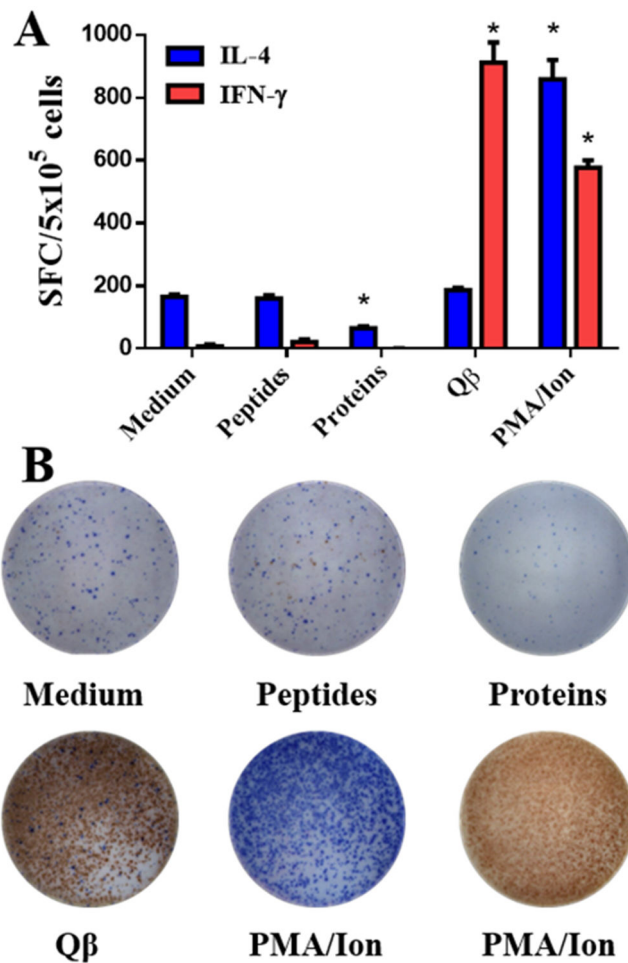 A
1000
800
600
400
200
0
SFC/5x10⁵ cells
IL-4
IFN-γ
*
*
*
*
Medium
Peptides
Proteins
Qβ
PMA/Ion
B
Medium
Peptides
Proteins
Qβ
PMA/Ion
PMA/Ion